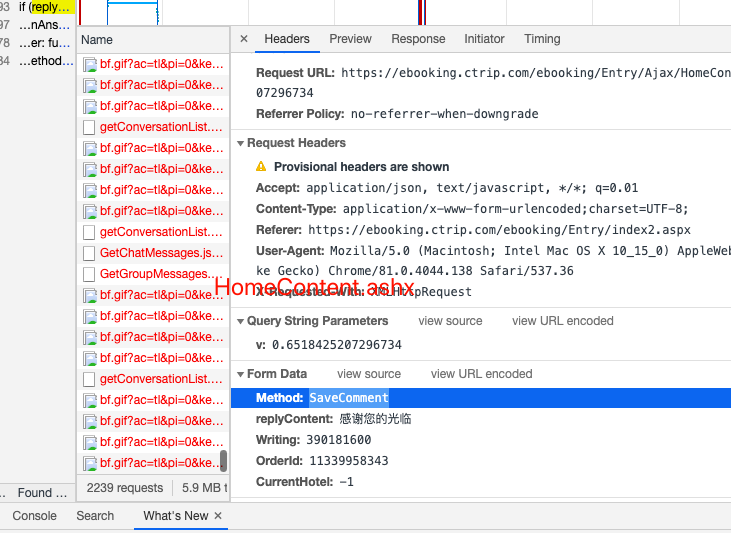 93 if (reply...
97 ...nAns...
78 ...er: fu...
34 ...ethod...
Name
bf.gif?ac=tl&pi=0&ke...
bf.gif?ac=tl&pi=0&ke...
bf.gif?ac=tl&pi=0&ke...
getConversationList....
bf.gif?ac=tl&pi=0&ke...
bf.gif?ac=tl&pi=0&ke...
bf.gif?ac=tl&pi=0&ke...
bf.gif?ac=tl&pi=0&ke...
getConversationList....
GetChatMessages.js...
GetGroupMessages....
bf.gif?ac=tl&pi=0&ke...
bf.gif?ac=tl&pi=0&ke...
bf.gif?ac=tl&pi=0&ke...
bf.gif?ac=tl&pi=0&ke...
getConversationList....
bf.gif?ac=tl&pi=0&ke...
bf.gif?ac=tl&pi=0&ke...
bf.gif?ac=tl&pi=0&ke...
bf.gif?ac=tl&pi=0&ke...
2239 requests 5.9 MB t
× Headers Preview Response Initiator Timing
Request URL: https://ebooking.ctrip.com/ebooking/Entry/Ajax/HomeCon
07296734
Referrer Policy: no-referrer-when-downgrade
Request Headers
Provisional headers are shown
Accept: application/json, text/javascript, */*; q=0.01
Content-Type: application/x-www-form-urlencoded;charset=UTF-8;
Referer: https://ebooking.ctrip.com/ebooking/Entry/index2.aspx
User-Agent: Mozilla/5.0 (Macintosh; Intel Mac OS X 10_15_0) AppleWeb
ke Gecko) Chrome/81.0.4044.138 Safari/537.36
HomeContent.ashx
X-Requested-With: XMLHttpRequest
Query String Parameters view source view URL encoded
v: 0.6518425207296734
Form Data view source view URL encoded
Method: SaveComment
replyContent: 感谢您的光临
Writing: 390181600
OrderId: 11339958343
CurrentHotel: -1
.. Found ...
Console Search What's New ×